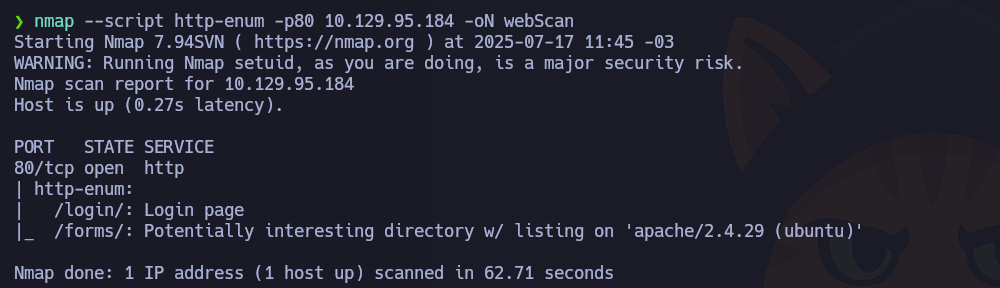 ❯ nmap --script http-enum -p80 10.129.95.184 -oN webScan
Starting Nmap 7.94SVN ( https://nmap.org ) at 2025-07-17 11:45 -03
WARNING: Running Nmap setuid, as you are doing, is a major security risk.
Nmap scan report for 10.129.95.184
Host is up (0.27s latency).

PORT   STATE SERVICE
80/tcp open  http
| http-enum:
|   /login/: Login page
|_  /forms/: Potentially interesting directory w/ listing on 'apache/2.4.29 (ubuntu)'

Nmap done: 1 IP address (1 host up) scanned in 62.71 seconds